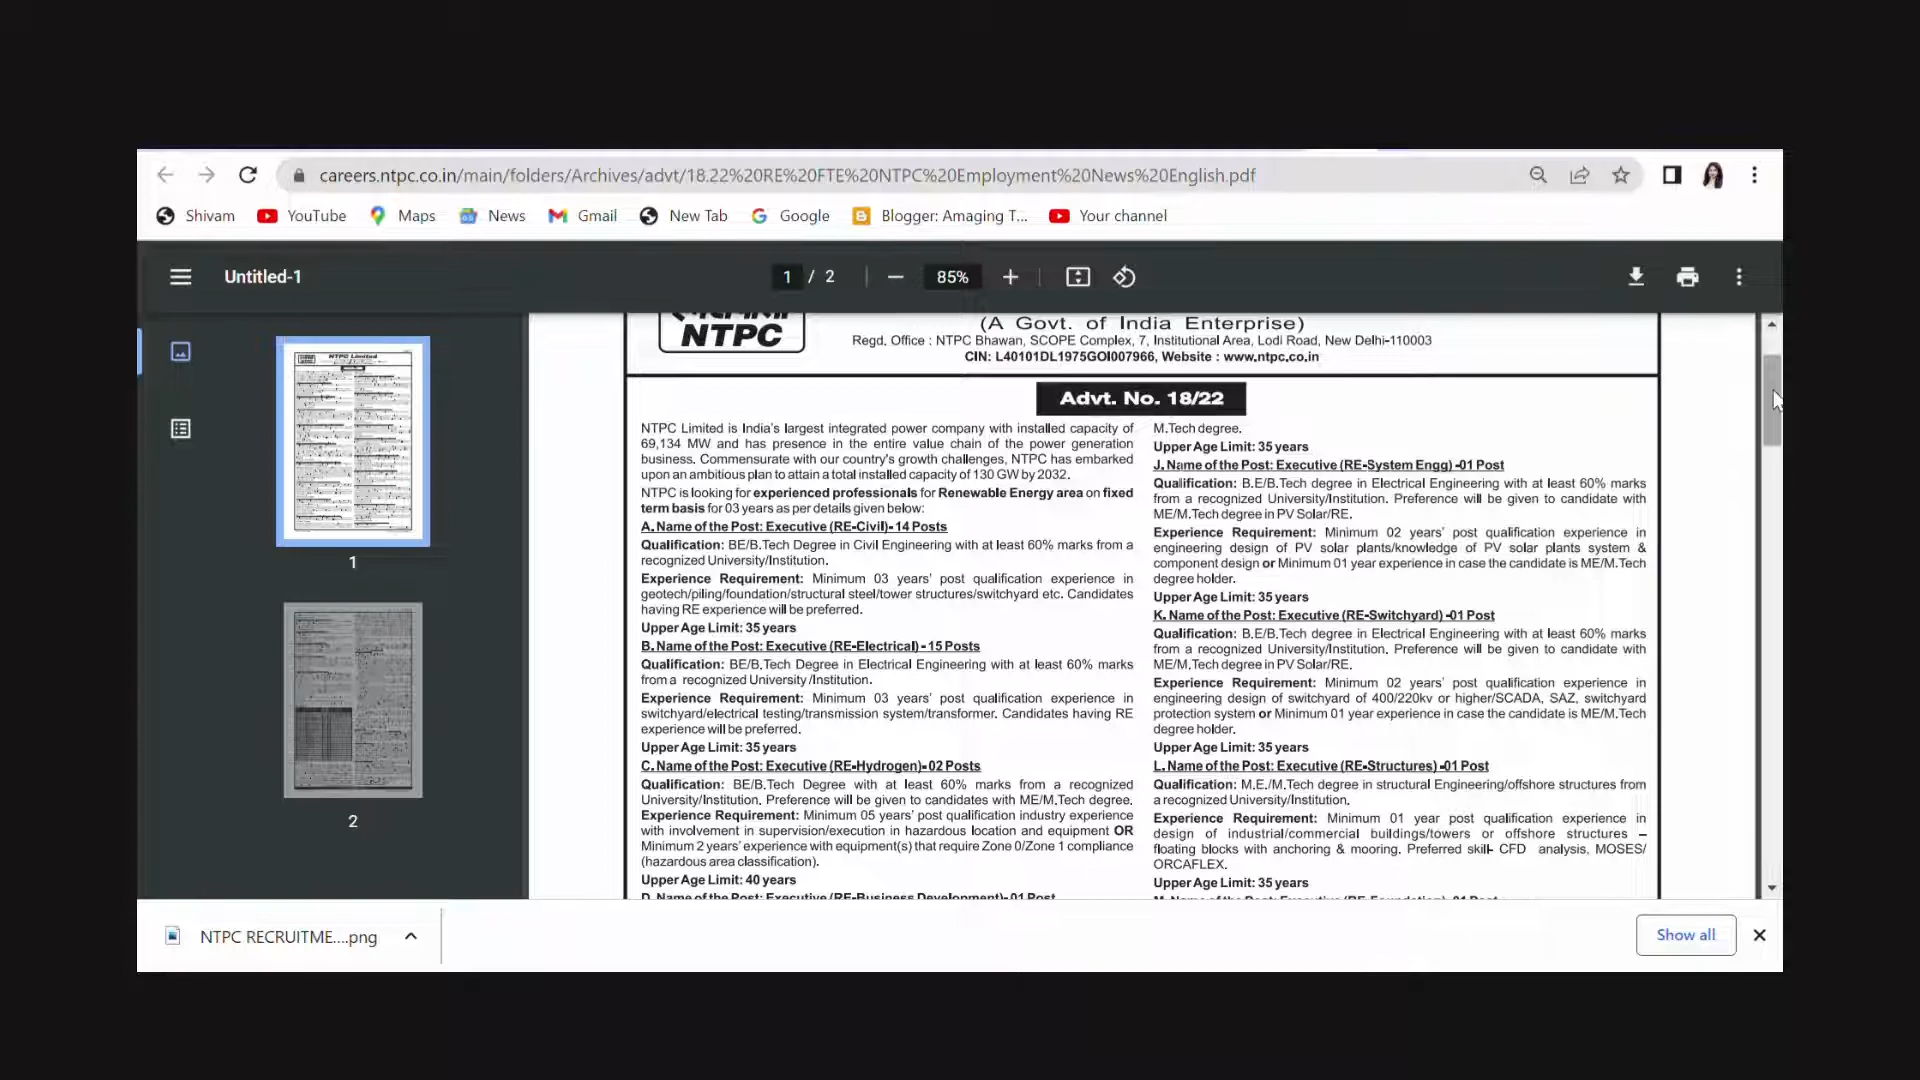 careers.ntpc.co.in/main/folders/Archives/advt/18.22%20RE%20FTE%20NTPC%20Employment%20News%20English.pdf
Shivam YouTube Maps News Gmail New Tab Google Blogger: Amaging T... Your channel
Untitled-1 1 / 2 85%
1
2
NTPC
(A Govt. of India Enterprise)
Regd. Office : NTPC Bhawan, SCOPE Complex, 7, Institutional Area, Lodi Road, New Delhi-110003
CIN: L40101DL1975GOI007966, Website : www.ntpc.co.in
Advt. No. 18/22
NTPC Limited is India's largest integrated power company with installed capacity of
69,134 MW and has presence in the entire value chain of the power generation
business. Commensurate with our country's growth challenges, NTPC has embarked
upon an ambitious plan to attain a total installed capacity of 130 GW by 2032.
NTPC is looking for experienced professionals for Renewable Energy area on fixed
term basis for 03 years as per details given below:
A. Name of the Post: Executive (RE-Civil)- 14 Posts
Qualification: BE/B.Tech Degree in Civil Engineering with at least 60% marks from a
recognized University/Institution.
Experience Requirement: Minimum 03 years' post qualification experience in
geotech/piling/foundation/structural steel/tower structures/switchyard etc. Candidates
having RE experience will be preferred.
Upper Age Limit: 35 years
B. Name of the Post: Executive (RE-Electrical) - 15 Posts
Qualification: BE/B.Tech Degree in Electrical Engineering with at least 60% marks
from a recognized University /Institution.
Experience Requirement: Minimum 03 years' post qualification experience in
switchyard/electrical testing/transmission system/transformer. Candidates having RE
experience will be preferred.
Upper Age Limit: 35 years
C. Name of the Post: Executive (RE-Hydrogen)- 02 Posts
Qualification: BE/B.Tech Degree with at least 60% marks from a recognized
University/Institution. Preference will be given to candidates with ME/M.Tech degree.
Experience Requirement: Minimum 05 years' post qualification industry experience
with involvement in supervision/execution in hazardous location and equipment OR
Minimum 2 years' experience with equipment(s) that require Zone 0/Zone 1 compliance
(hazardous area classification).
Upper Age Limit: 40 years
D. Name of the Post: Executive (RE-Business Development)- 01 Post
M.Tech degree.
Upper Age Limit: 35 years
J. Name of the Post: Executive (RE-System Engg) -01 Post
Qualification: B.E/B.Tech degree in Electrical Engineering with at least 60% marks
from a recognized University/Institution. Preference will be given to candidate with
ME/M.Tech degree in PV Solar/RE.
Experience Requirement: Minimum 02 years' post qualification experience in
engineering design of PV solar plants/knowledge of PV solar plants system &
component design or Minimum 01 year experience in case the candidate is ME/M.Tech
degree holder.
Upper Age Limit: 35 years
K. Name of the Post: Executive (RE-Switchyard) -01 Post
Qualification: B.E/B.Tech degree in Electrical Engineering with at least 60% marks
from a recognized University/Institution. Preference will be given to candidate with
ME/M.Tech degree in PV Solar/RE.
Experience Requirement: Minimum 02 years' post qualification experience in
engineering design of switchyard of 400/220kv or higher/SCADA, SAZ, switchyard
protection system or Minimum 01 year experience in case the candidate is ME/M.Tech
degree holder.
Upper Age Limit: 35 years
L. Name of the Post: Executive (RE-Structures) -01 Post
Qualification: M.E./M.Tech degree in structural Engineering/offshore structures from
a recognized University/Institution.
Experience Requirement: Minimum 01 year post qualification experience in
design of industrial/commercial buildings/towers or offshore structures –
floating blocks with anchoring & mooring. Preferred skill- CFD analysis, MOSES/
ORCAFLEX.
Upper Age Limit: 35 years
M. Name of the Post: Executive (RE-Foundation) -01 Post
NTPC RECRUITME....png
Show all